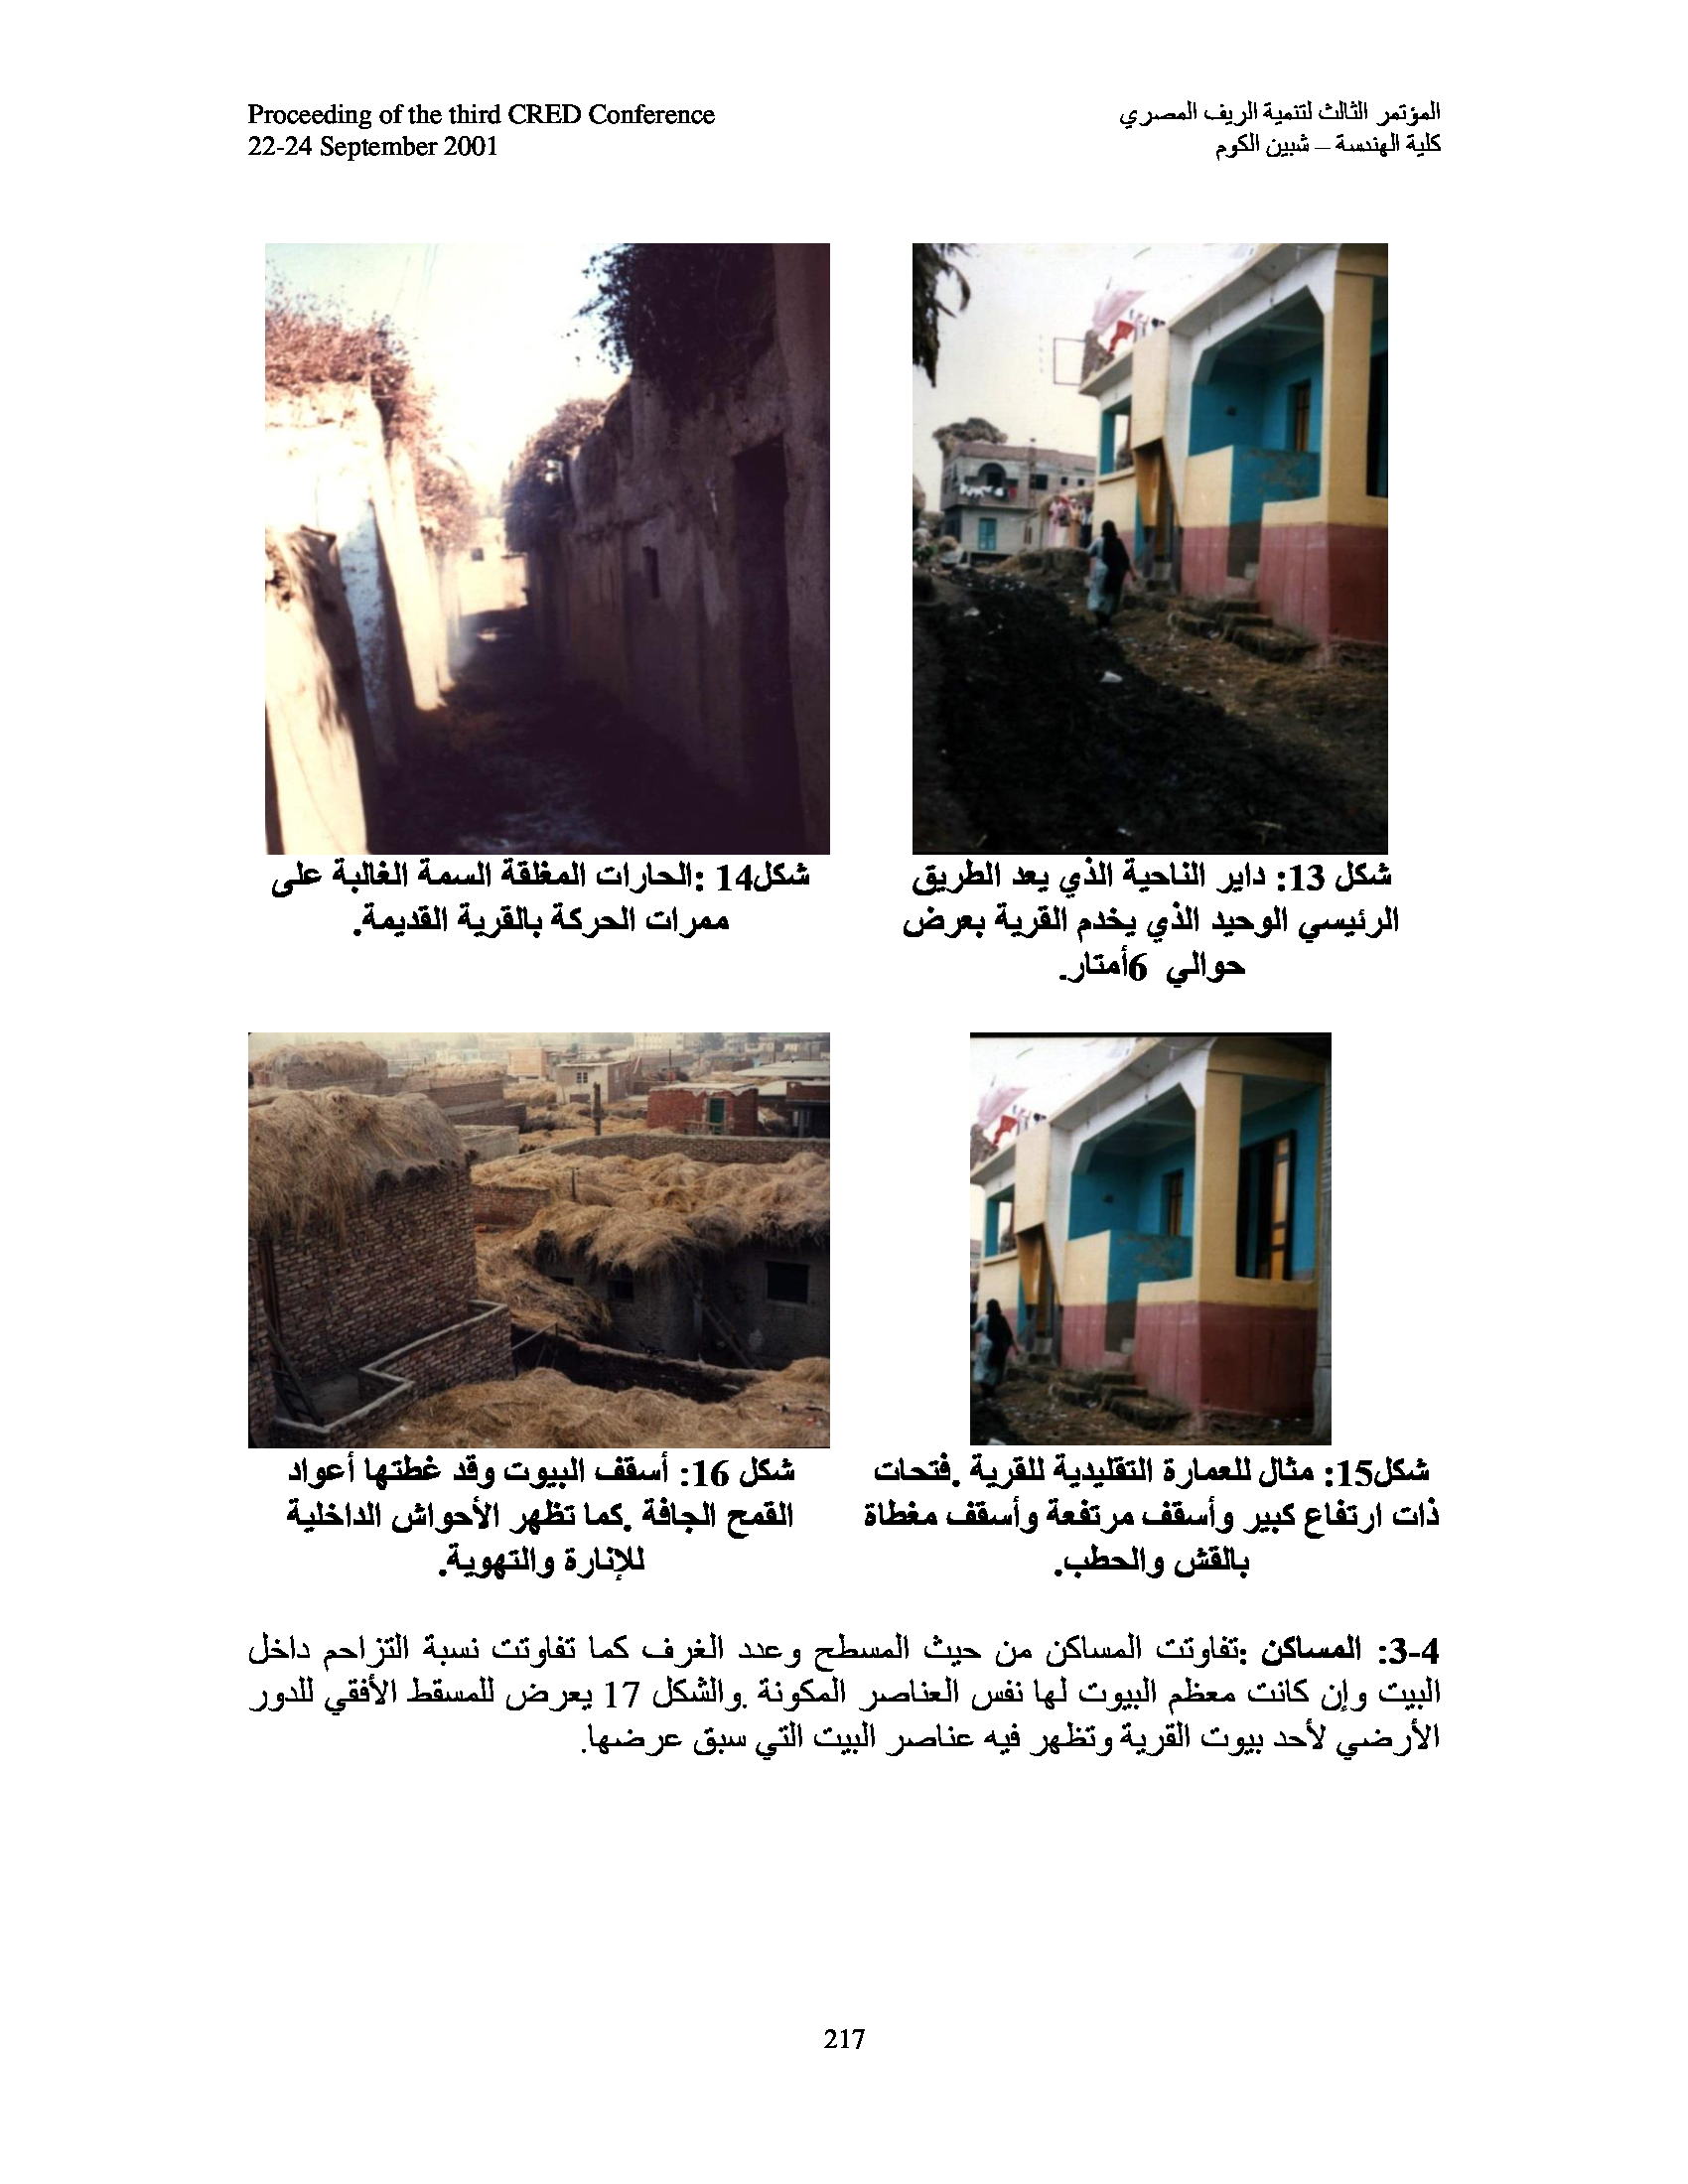 Proceeding of the third CRED Conference
22-24 September 2001
المؤتمر الثالث لتنمية الريف المصري
كلية الهندسة – شبين الكوم
شكل 13: داير الناحية الذي يعد الطريق
الرئيسي الوحيد الذي يخدم القرية بعرض
حوالي 6أمتار.
شكل14 :الحارات المغلقة السمة الغالبة على
ممرات الحركة بالقرية القديمة.
شكل15: مثال للعمارة التقليدية للقرية .فتحات
ذات ارتفاع كبير وأسقف مرتفعة وأسقف مغطاة
بالقش والحطب.
شكل 16: أسقف البيوت وقد غطتها أعواد
القمح الجافة .كما تظهر الأحواش الداخلية
للإنارة والتهوية.
3-4: المساكن :تفاوتت المساكن من حيث المسطح وعدد الغرف كما تفاوتت نسبة التزاحم داخل
البيت وإن كانت معظم البيوت لها نفس العناصر المكونة .والشكل 17 يعرض للمسقط الأفقي للدور
الأرضي لأحد بيوت القرية وتظهر فيه عناصر البيت التي سبق عرضها.
217